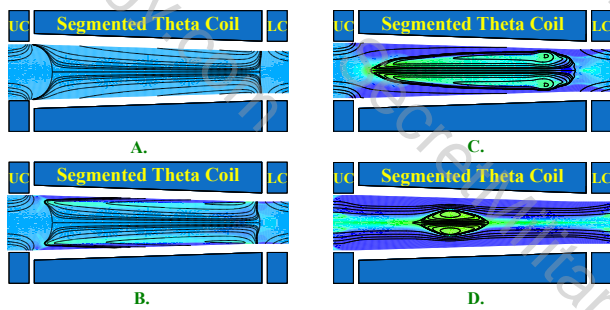 UC Segmented Theta Coil LC
A.
UC Segmented Theta Coil LC
B.
UC Segmented Theta Coil LC
C.
UC Segmented Theta Coil LC
D.